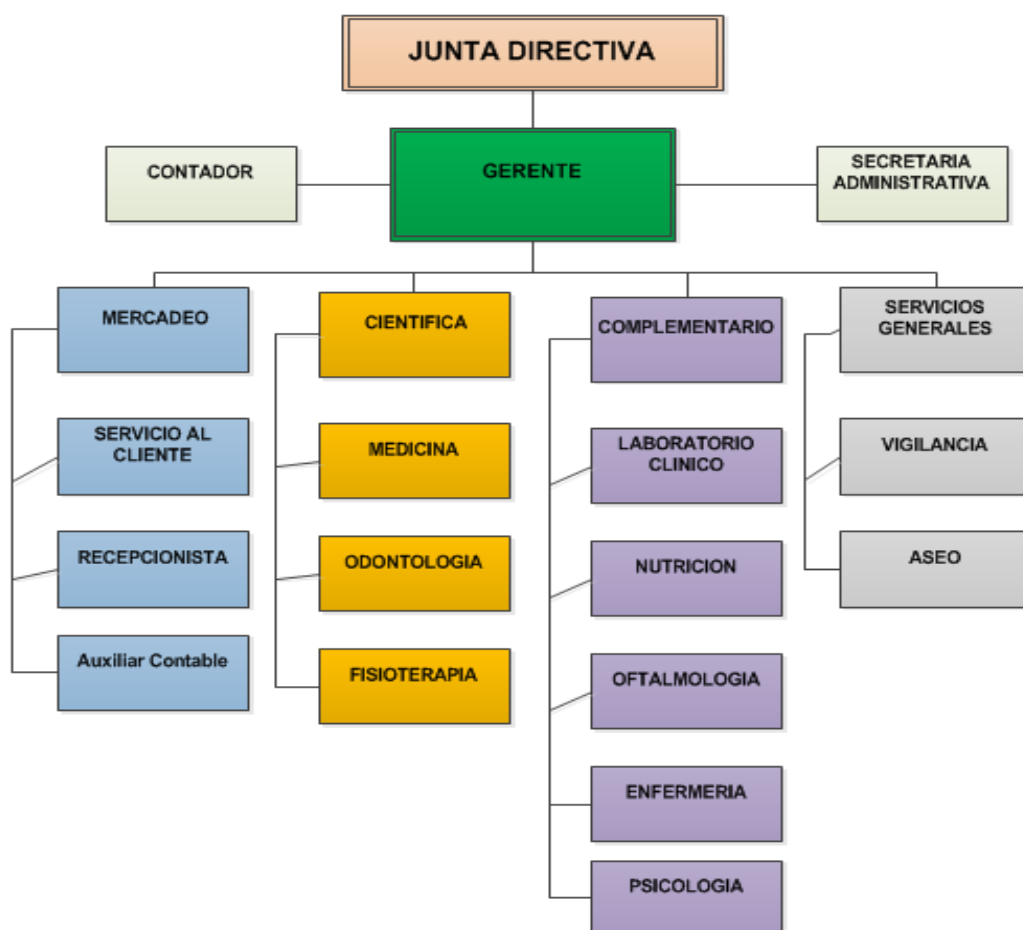 JUNTA DIRECTIVA
CONTADOR
GERENTE
SECRETARIA
ADMINISTRATIVA
MERCADEO
CIENTIFICA
COMPLEMENTARIO
SERVICIOS
GENERALES
SERVICIO AL
CLIENTE
MEDICINA
LABORATORIO
CLINICO
VIGILANCIA
RECEPCIONISTA
ODONTOLOGIA
NUTRICION
ASEO
Auxiliar Contable
FISIOTERAPIA
OFTALMOLOGIA
ENFERMERIA
PSICOLOGIA